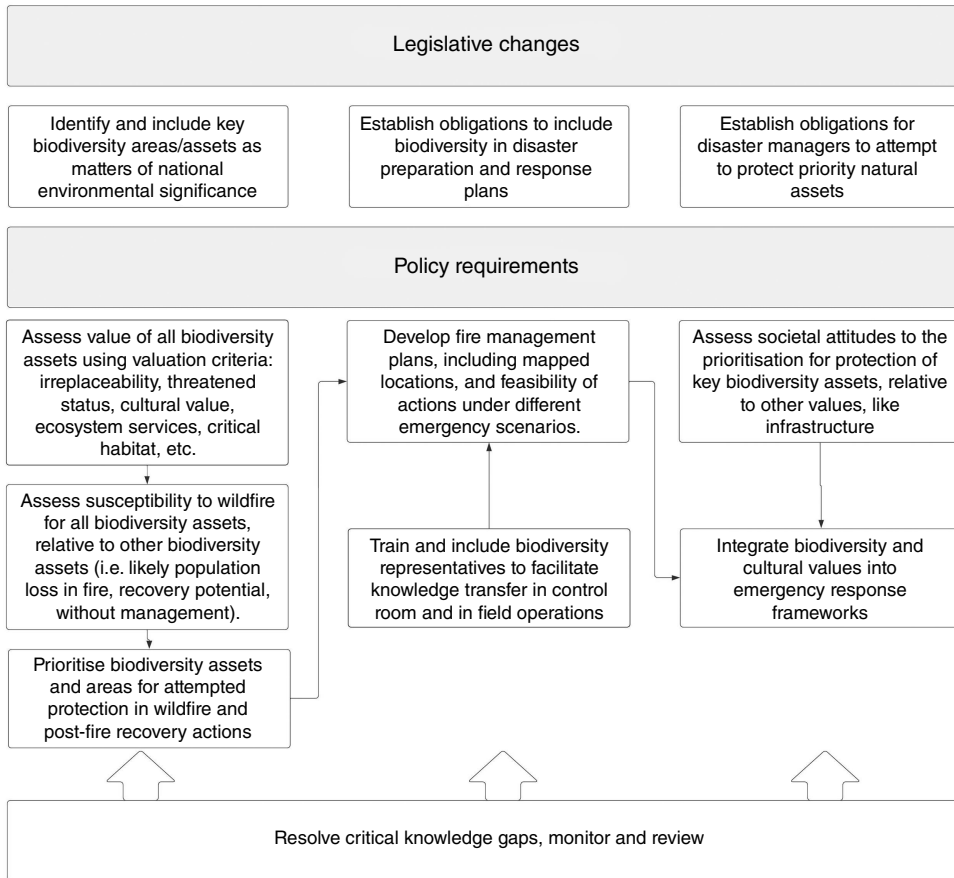 Legislative changes
Identify and include key
biodiversity areas/assets as
matters of national
environmental significance
Establish obligations to include
biodiversity in disaster
preparation and response
plans
Establish obligations for
disaster managers to attempt
to protect priority natural
assets
Policy requirements
Assess value of all biodiversity
assets using valuation criteria:
irreplaceability, threatened
status, cultural value,
ecosystem services, critical
habitat, etc.
Assess susceptibility to wildfire
for all biodiversity assets,
relative to other biodiversity
assets (i.e. likely population
loss in fire, recovery potential,
without management).
Prioritise biodiversity assets
and areas for attempted
protection in wildfire and
post-fire recovery actions
Develop fire management
plans, including mapped
locations, and feasibility of
actions under different
emergency scenarios.
Train and include biodiversity
representatives to facilitate
knowledge transfer in control
room and in field operations
Assess societal attitudes to the
prioritisation for protection of
key biodiversity assets, relative
to other values, like
infrastructure
Integrate biodiversity and
cultural values into
emergency response
frameworks
Resolve critical knowledge gaps, monitor and review